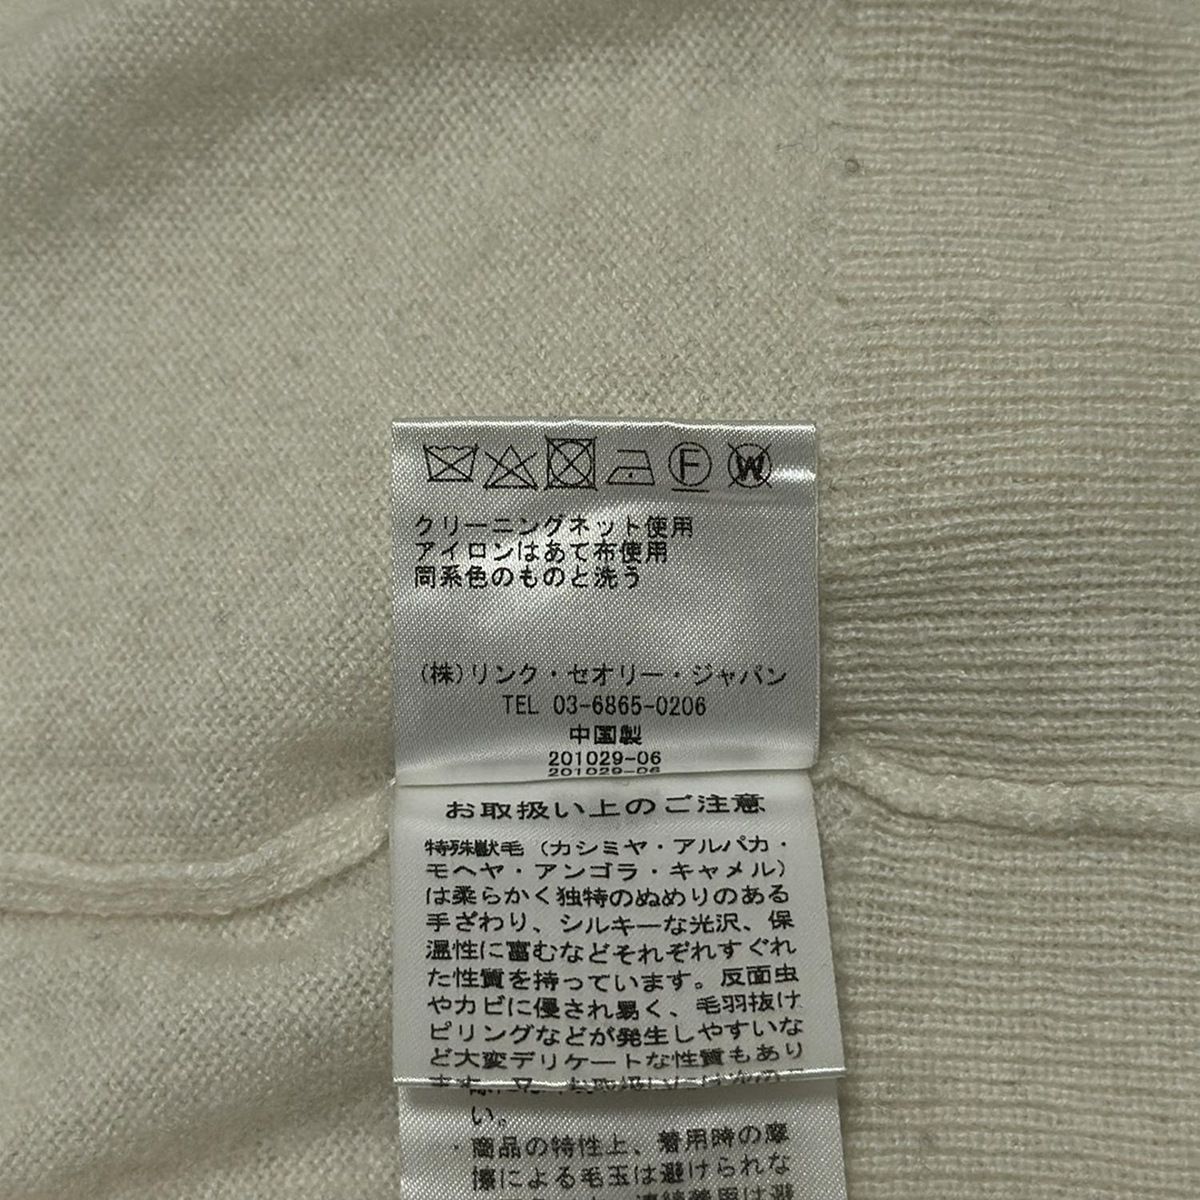 F W
クリーニングネット使用
アイロンはあて布使用
同系色のものと洗う
(株)リンク・セオリー・ジャパン
TEL 03-6865-0206
中国製
201029-06
201029-06
お取扱い上のご注意
特殊獣毛(カシミヤ・アルパカ・
モヘヤ・アンゴラ・キャメル)
は柔らかく独特のぬめりのある
手ざわり、シルキーな光沢、保
温性に富むなどそれぞれすぐれ
た性質を持っています。反面虫
やカビに侵され易く、毛羽抜け
ピリングなどが発生しやすいな
ど大変デリケートな性質もあり
い。
・商品の特性上、着用時の摩
擦による毛玉は避けられな